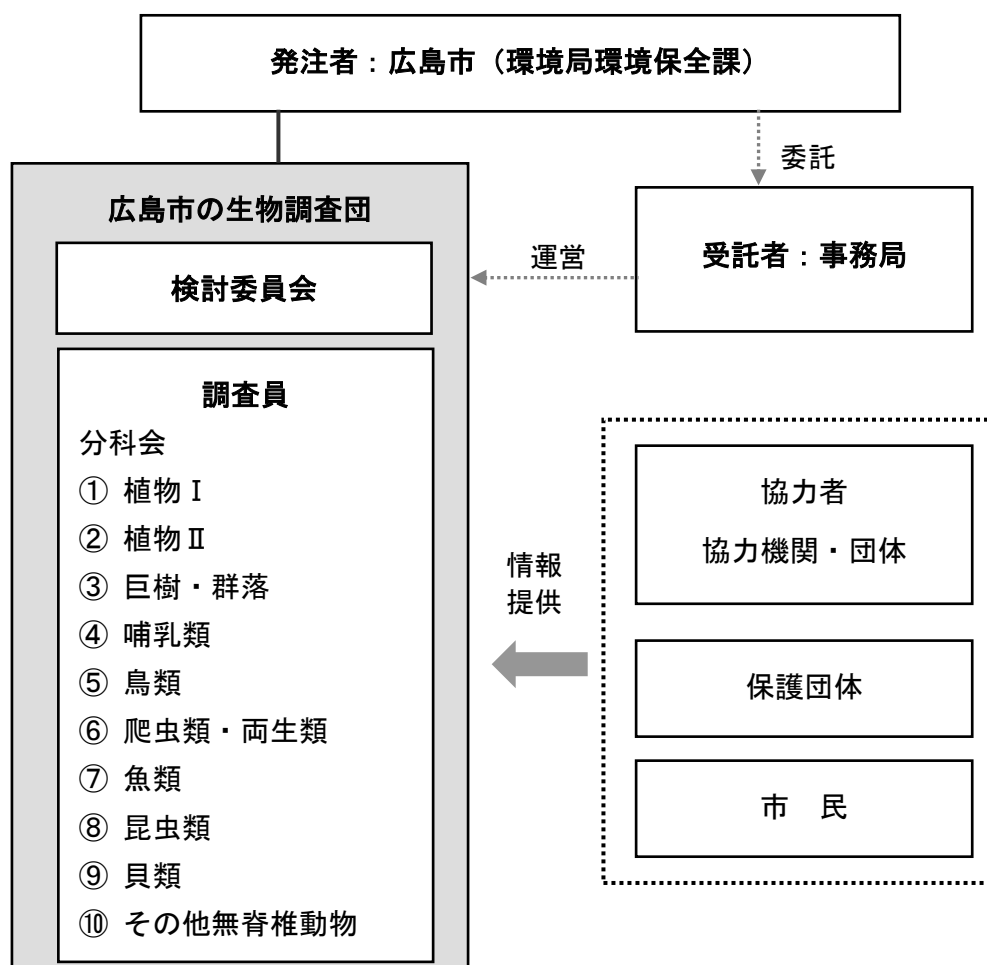 発注者：広島市（環境局環境保全課）
委託
広島市の生物調査団
検討委員会
運営
受託者：事務局
調査員
分科会
① 植物Ⅰ
② 植物Ⅱ
③ 巨樹・群落
④ 哺乳類
⑤ 鳥類
⑥ 爬虫類・両生類
⑦ 魚類
⑧ 昆虫類
⑨ 貝類
⑩ その他無脊椎動物
情報
提供
協力者
協力機関・団体
保護団体
市　民